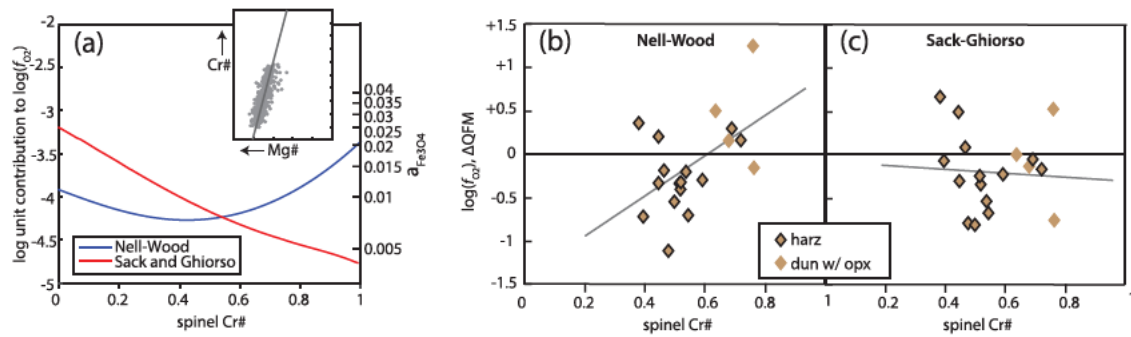 (a)
log unit contribution to log(fO2)
-2
-2.5
-3
-3.5
-4
-4.5
-5
Cr#
Mg#
0.04
0.035
0.03
0.025
0.02
0.01
0.005
aFe3O4
Nell-Wood
Sack and Ghiorso
0 0.2 0.4 0.6 0.8 1
spinel Cr#
(b)
Nell-Wood
log(fO2), ΔQFM
+1.5
+1
+0.5
0
-0.5
-1
-1.5
0 0.2 0.4 0.6 0.8 1
spinel Cr#
(c)
Sack-Ghiorso
harz
dun w/ opx
0.2 0.4 0.6 0.8 1
spinel Cr#